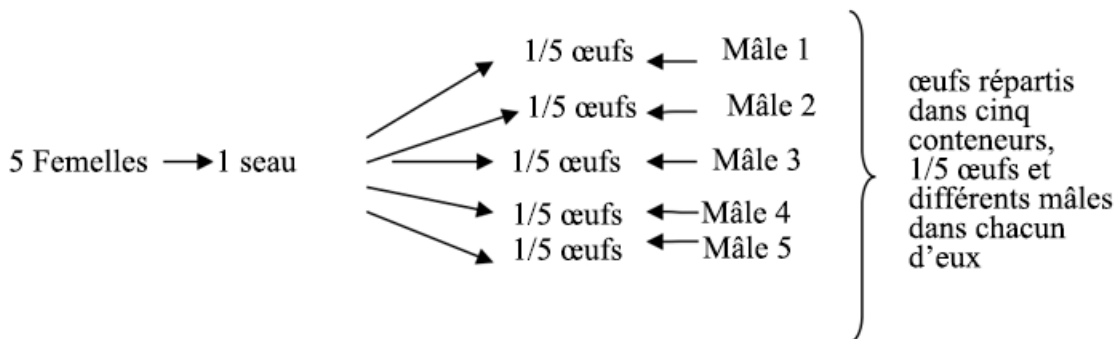 1/5 œufs Mâle 1
1/5 œufs Mâle 2
5 Femelles 1 seau 1/5 œufs Mâle 3
1/5 œufs Mâle 4
1/5 œufs Mâle 5
œufs répartis
dans cinq
conteneurs,
1/5 œufs et
différents mâles
dans chacun
d'eux